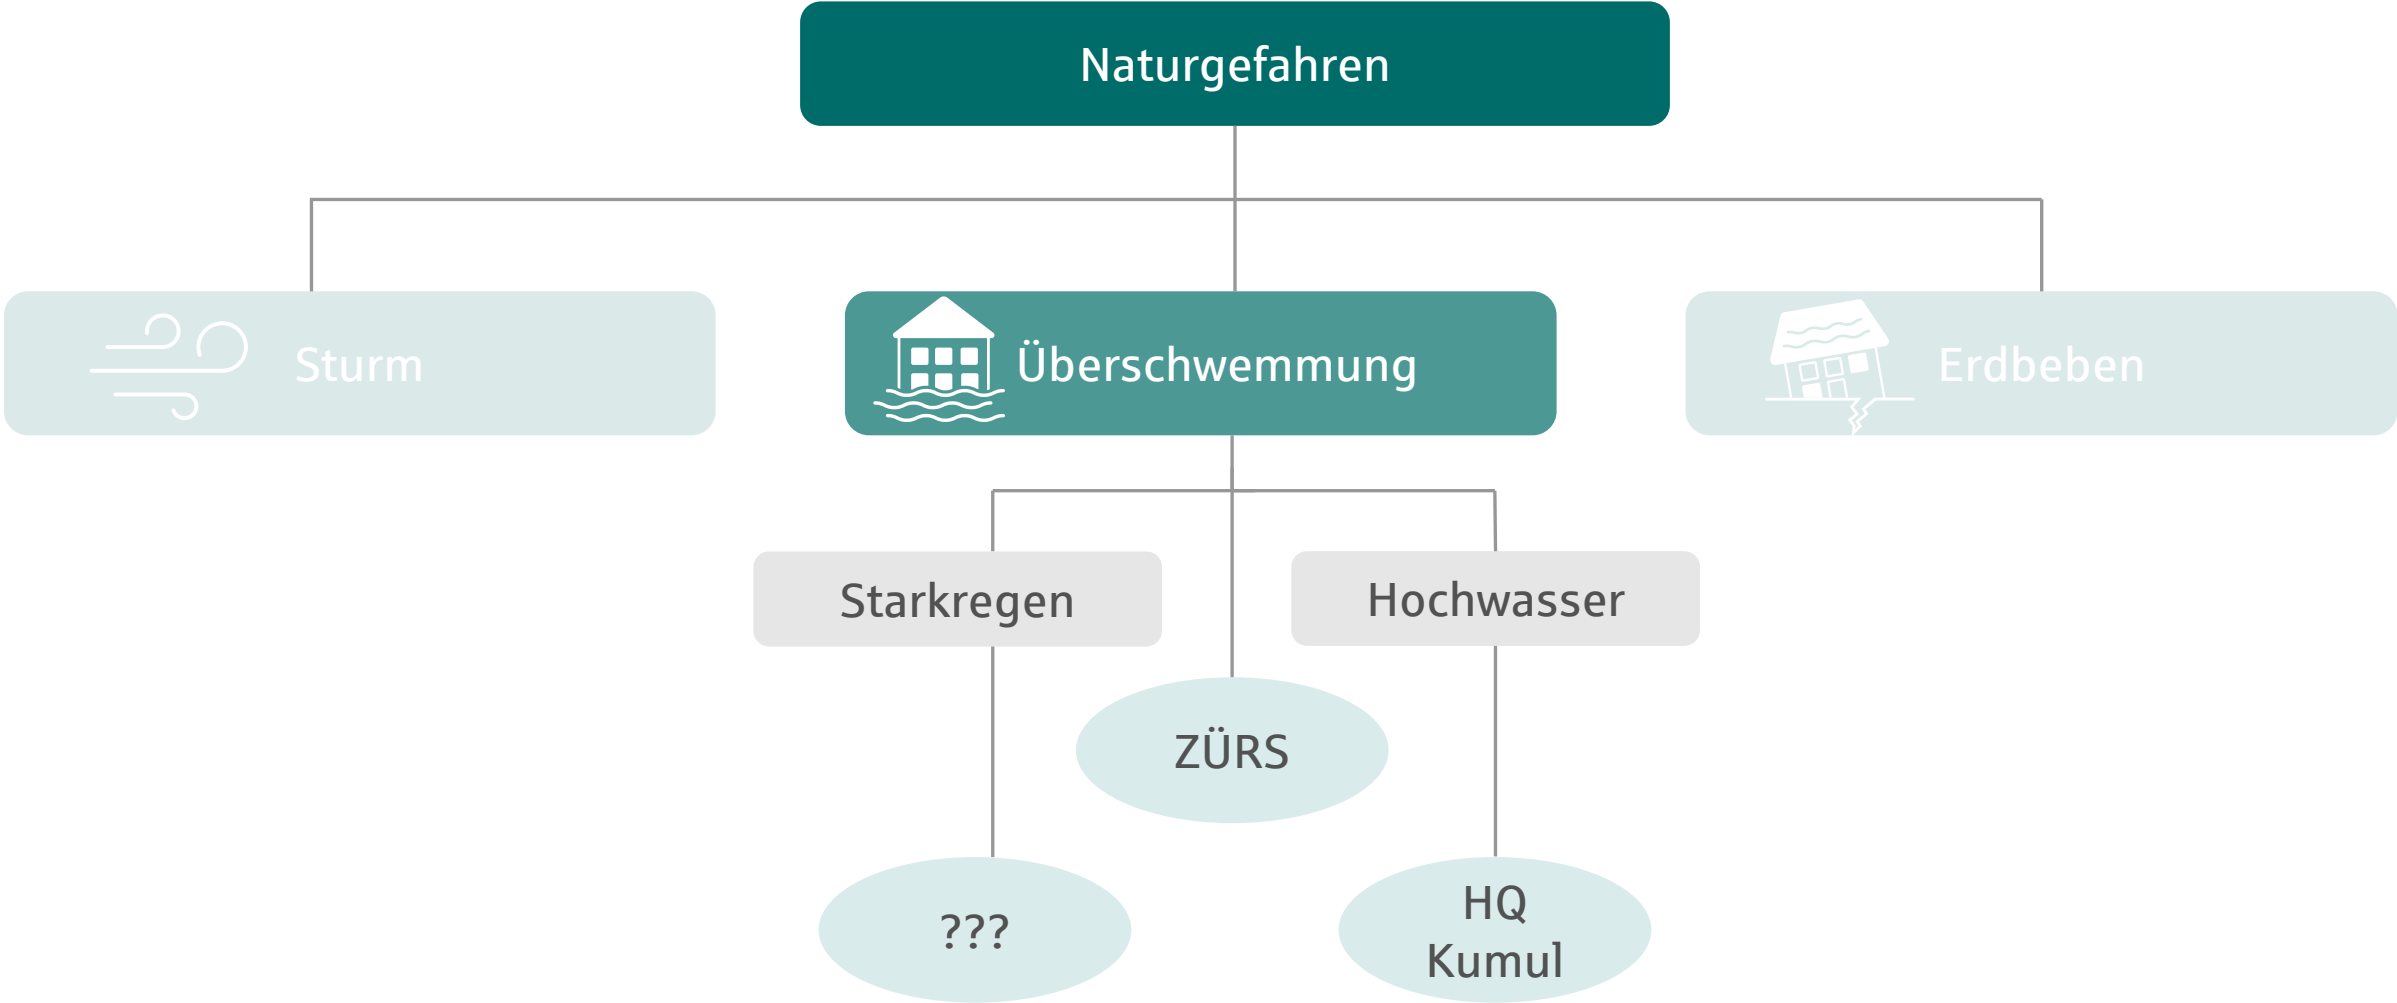 Naturgefahren
Sturm
Überschwemmung
Erdbeben
Starkregen
Hochwasser
ZÜRS
???
HQ
Kumul